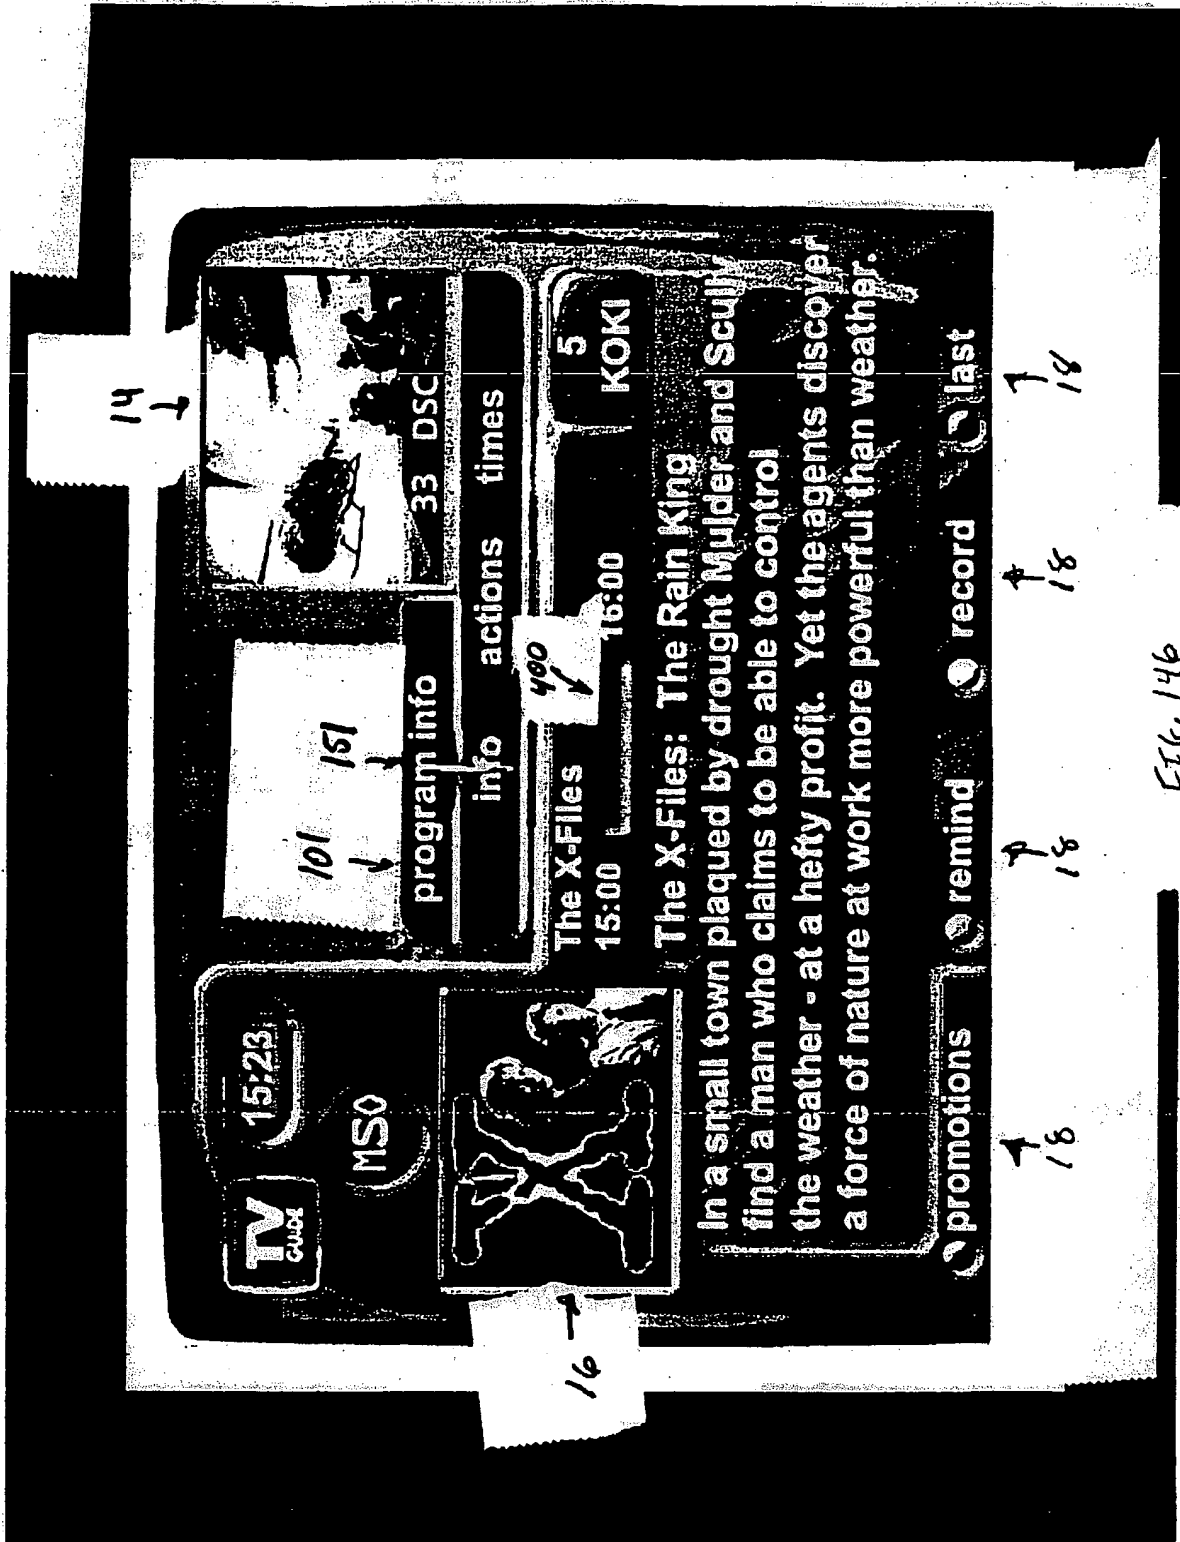 14
TV
GUIDE
15:23
MSO
101
151
program info
33 DSC
info actions times
16
400
The X-Files
5
15:00 16:00 KOKI
The X-Files: The Rain King
In a small town plaqued by drought Mulder and Scully
find a man who claims to be able to control
the weather - at a hefty profit. Yet the agents discover
a force of nature at work more powerful than weather.
promotions remind record last
18 18 18 18
FIG. 146